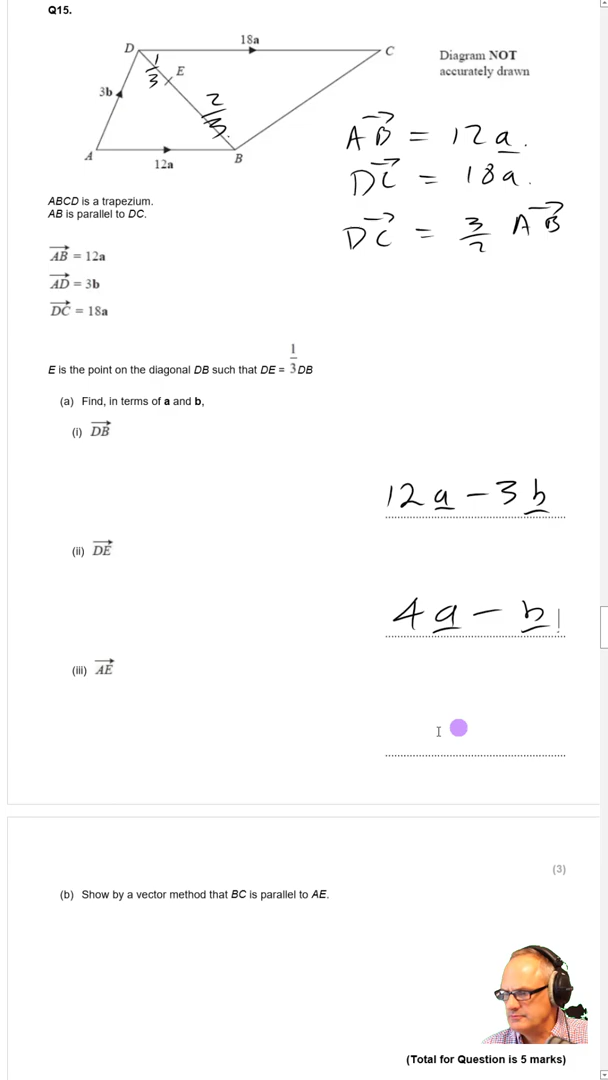 Q15.
D
18a
C
1/3
E
3b
2/3
A
12a
B
Diagram NOT
accurately drawn
AB = 12a.
DC = 18a.
DC = 3/2 AB
ABCD is a trapezium.
AB is parallel to DC.
AB = 12a
AD = 3b
DC = 18a
E is the point on the diagonal DB such that DE = 1/3 DB
(a) Find, in terms of a and b,
(i) DB
12a - 3b
(ii) DE
4a - b
(iii) AE
(3)
(b) Show by a vector method that BC is parallel to AE.
(Total for Question is 5 marks)